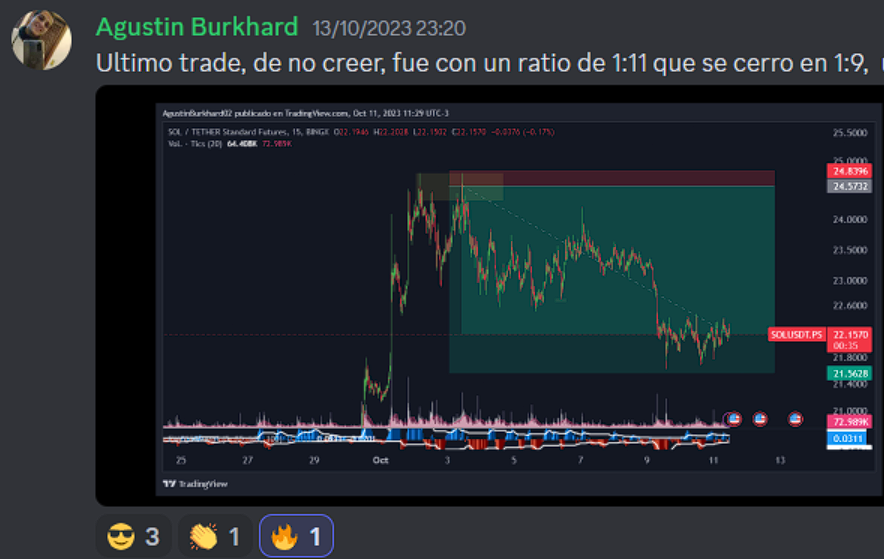 Agustin Burkhard 13/10/2023 23:20
Ultimo trade, de no creer, fue con un ratio de 1:11 que se cerro en 1:9,
AgustinBurkhard02 publicado en TradingView.com, Oct 11, 2023 11:29 UTC-3
SOL / TETHER Standard Futures, 15, BINGX O22.1946 H22.2028 L22.1502 C22.1570 -0.0376 (-0.17%)
Vol. - Tics (20) 64.408K 72.989K
25.5000
25.0000
24.8396
24.5732
24.0000
23.5000
23.0000
22.6000
SOLUSDT.PS 22.1570
00:35
21.8000
21.5628
21.4000
21.0000
72.989K
0.0311
25 27 29 Oct 3 5 7 9 11 13
TradingView
3 1 1